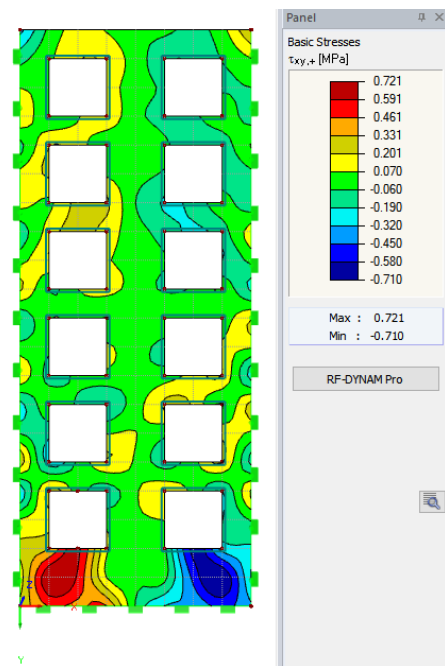 Panel
Basic Stresses
τxy,+ [MPa]
0.721
0.591
0.461
0.331
0.201
0.070
-0.060
-0.190
-0.320
-0.450
-0.580
-0.710
Max : 0.721
Min : -0.710
RF-DYNAM Pro
Z
X
Y